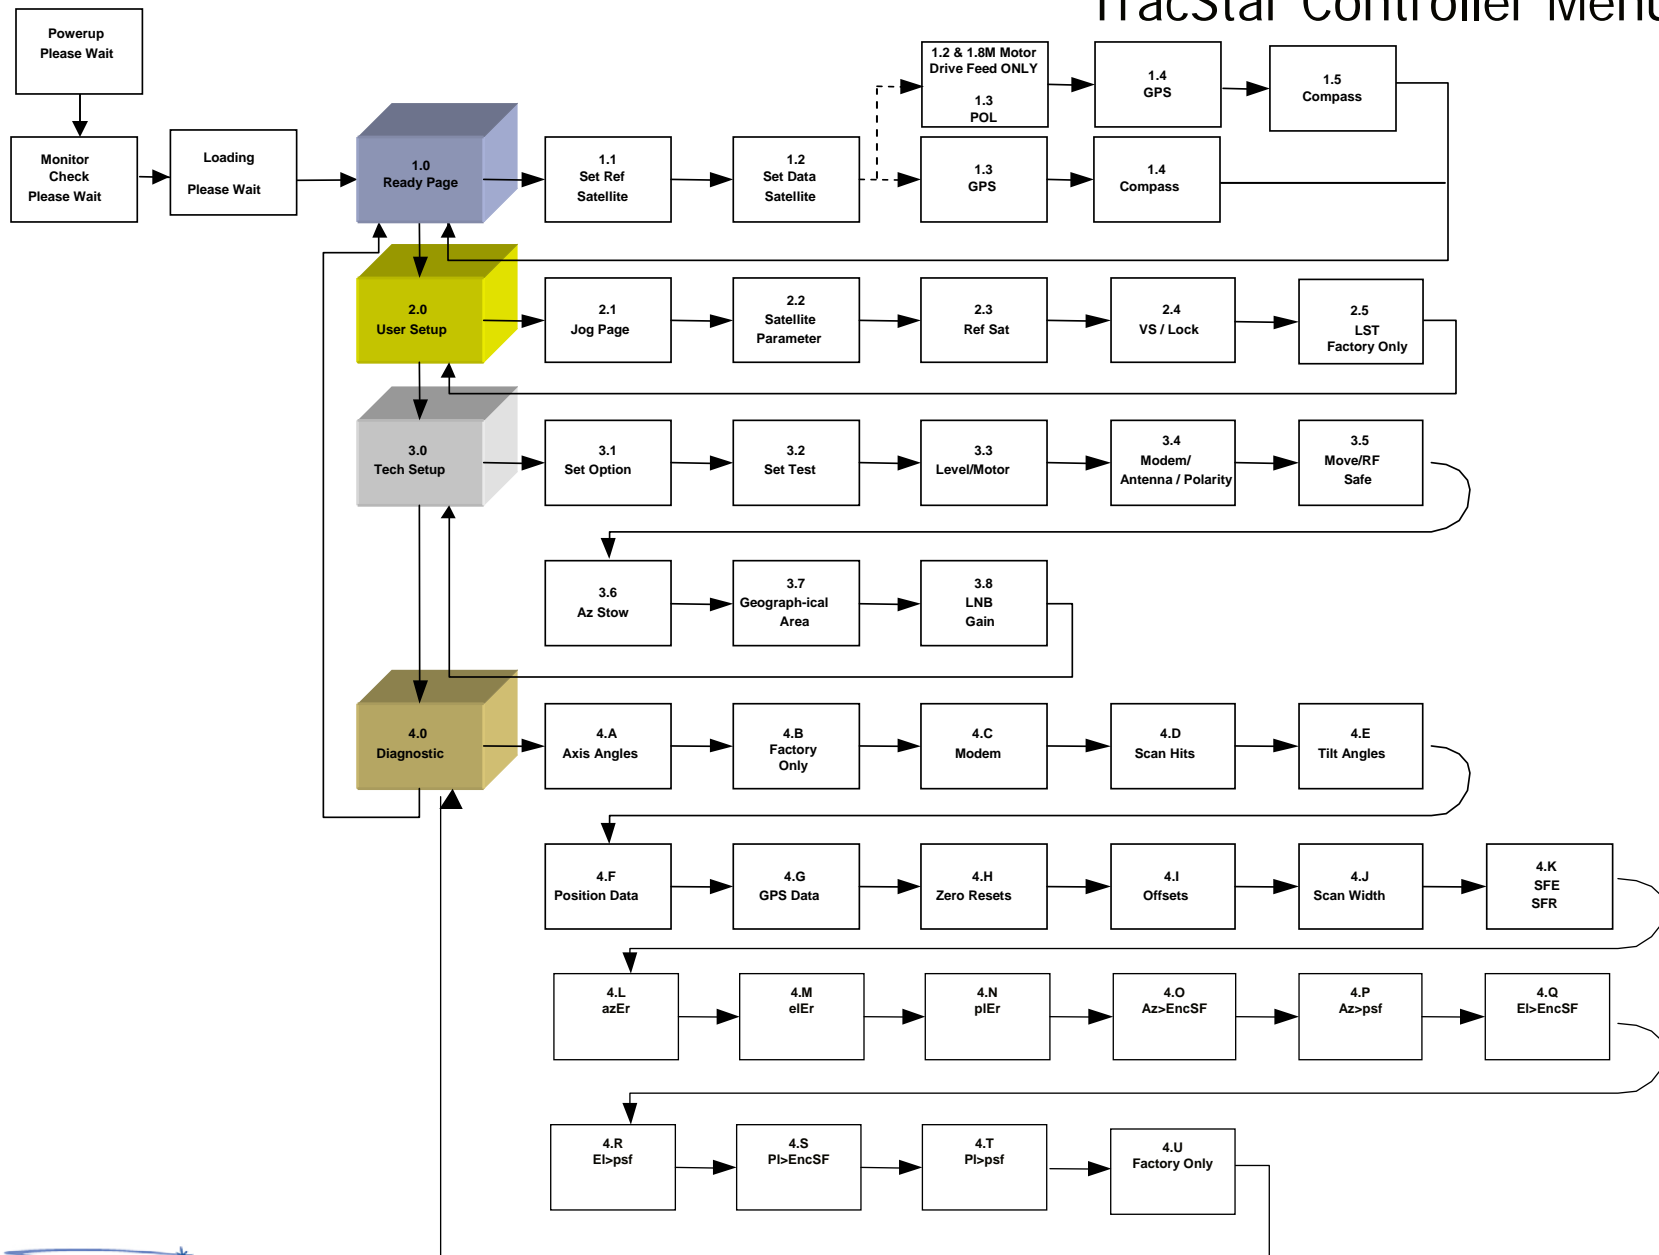 TracStar Controller Menu
Powerup
Please Wait
Monitor
Check
Please Wait
Loading
Please Wait
1.0
Ready Page
1.1
Set Ref
Satellite
1.2
Set Data
Satellite
1.2 & 1.8M Motor
Drive Feed ONLY
1.3
POL
1.4
GPS
1.5
Compass
1.3
GPS
1.4
Compass
2.0
User Setup
2.1
Jog Page
2.2
Satellite
Parameter
2.3
Ref Sat
2.4
VS / Lock
2.5
LST
Factory Only
3.0
Tech Setup
3.1
Set Option
3.2
Set Test
3.3
Level/Motor
3.4
Modem/
Antenna / Polarity
3.5
Move/RF
Safe
3.6
Az Stow
3.7
Geograph-ical
Area
3.8
LNB
Gain
4.0
Diagnostic
4.A
Axis Angles
4.B
Factory
Only
4.C
Modem
4.D
Scan Hits
4.E
Tilt Angles
4.F
Position Data
4.G
GPS Data
4.H
Zero Resets
4.I
Offsets
4.J
Scan Width
4.K
SFE
SFR
4.L
azEr
4.M
elEr
4.N
plEr
4.O
Az>EncSF
4.P
Az>psf
4.Q
El>EncSF
4.R
El>psf
4.S
Pl>EncSF
4.T
Pl>psf
4.U
Factory Only